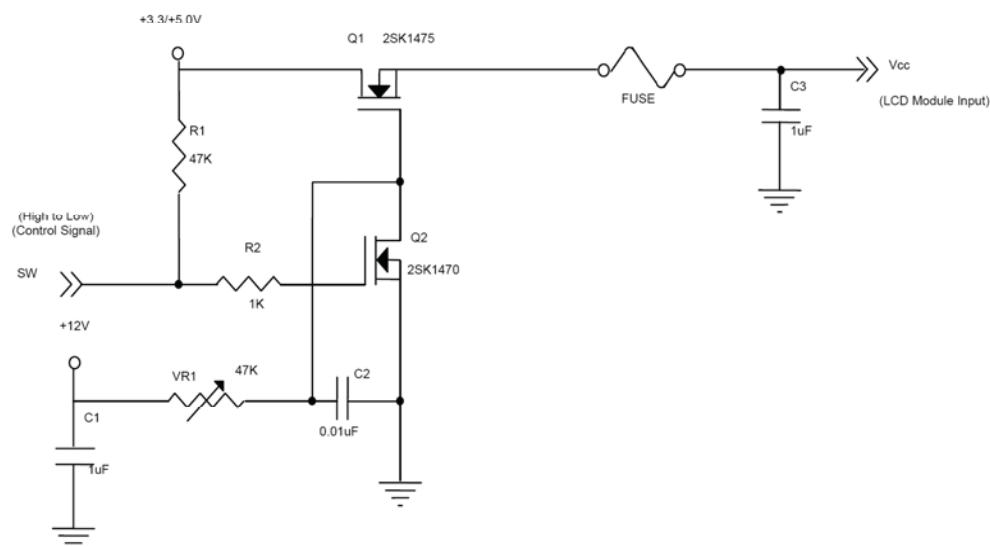 +3.3/+5.0V
Q1 2SK1475
Vcc
(LCD Module Input)
FUSE
C3
1uF
R1
47K
(High to Low)
(Control Signal)
SW
R2
1K
Q2
2SK1470
+12V
VR1
47K
C2
C1
0.01uF
1uF